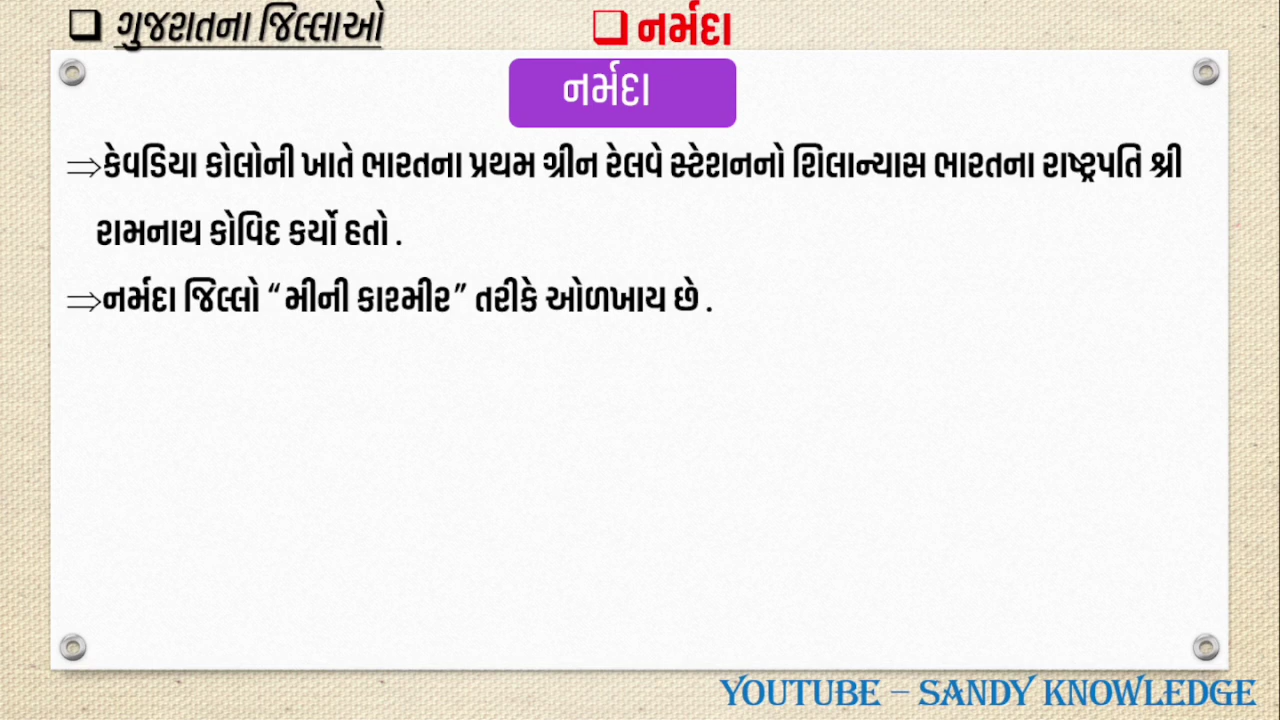 ❑ ગુજરાતના જિલ્લાઓ
❑ નર્મદા
નર્મદા
⇒કેવડિયા કોલોની ખાતે ભારતના પ્રથમ ગ્રીન રેલવે સ્ટેશનનો શિલાન્યાસ ભારતના રાષ્ટ્રપતિ શ્રી
રામનાથ કોવિદ કર્યો હતો .
⇒નર્મદા જિલ્લો “ મીની કાશ્મીર” તરીકે ઓળખાય છે .
YOUTUBE – SANDY KNOWLEDGE